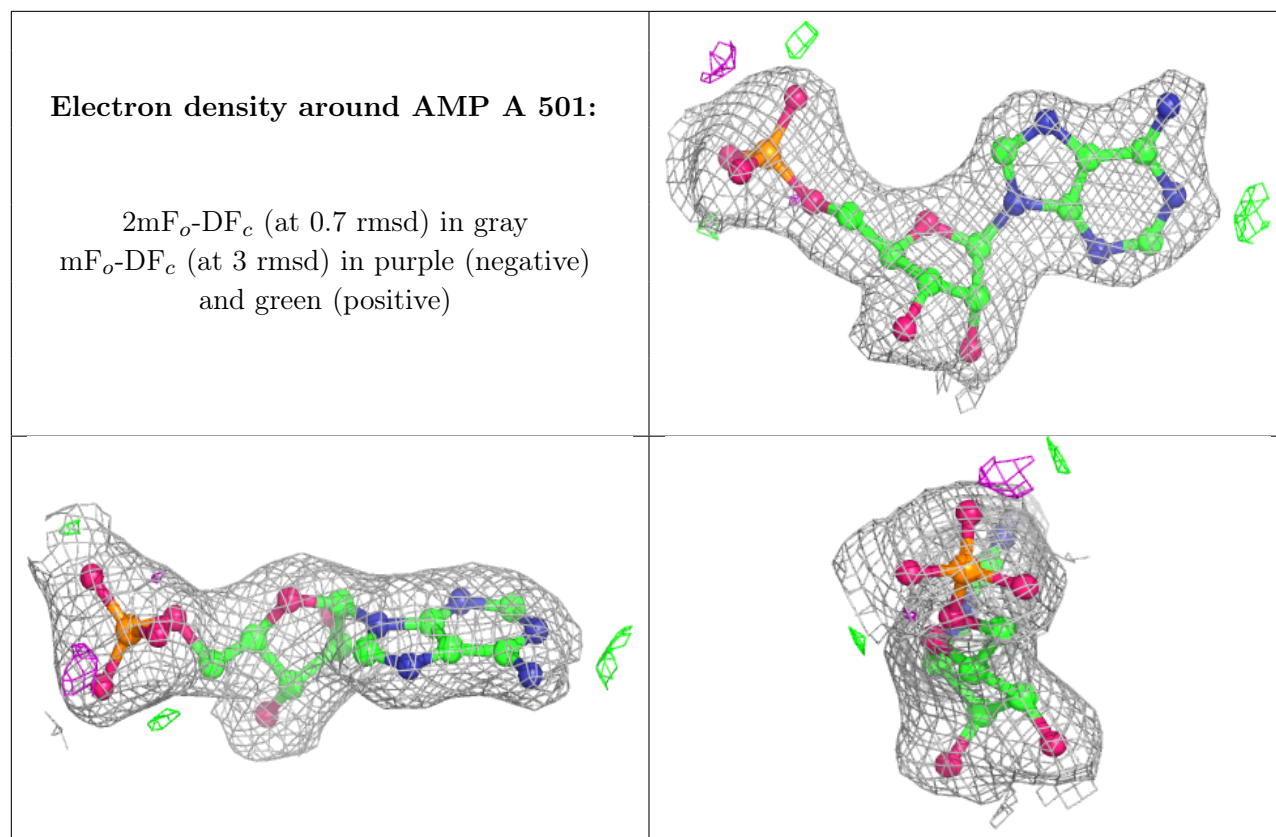 Electron density around AMP A 501:
2mFo-DFc (at 0.7 rmsd) in gray
mFo-DFc (at 3 rmsd) in purple (negative)
and green (positive)